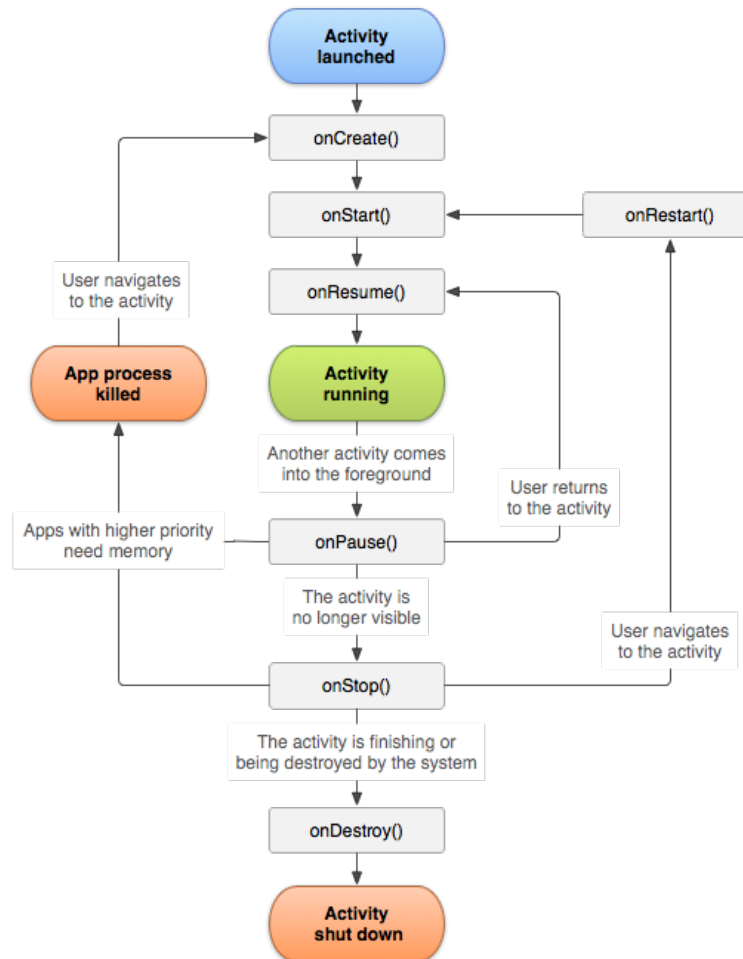 Activity
launched
onCreate()
onStart()
onRestart()
User navigates
to the activity
onResume()
App process
killed
Activity
running
Another activity comes
into the foreground
User returns
to the activity
Apps with higher priority
need memory
onPause()
The activity is
no longer visible
User navigates
to the activity
onStop()
The activity is finishing or
being destroyed by the system
onDestroy()
Activity
shut down